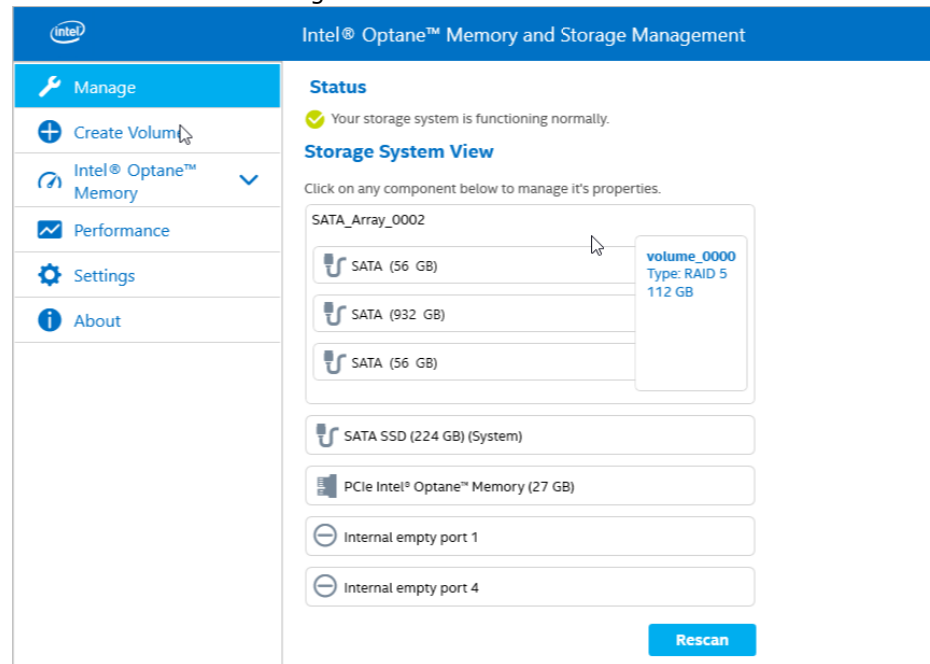 intel
Intel® Optane™ Memory and Storage Management
Manage
Create Volume
Intel® Optane™
Memory
Performance
Settings
About
Status
Your storage system is functioning normally.
Storage System View
Click on any component below to manage it's properties.
SATA_Array_0002
SATA (56 GB)
SATA (932 GB)
SATA (56 GB)
volume_0000
Type: RAID 5
112 GB
SATA SSD (224 GB) (System)
PCIe Intel® Optane™ Memory (27 GB)
Internal empty port 1
Internal empty port 4
Rescan